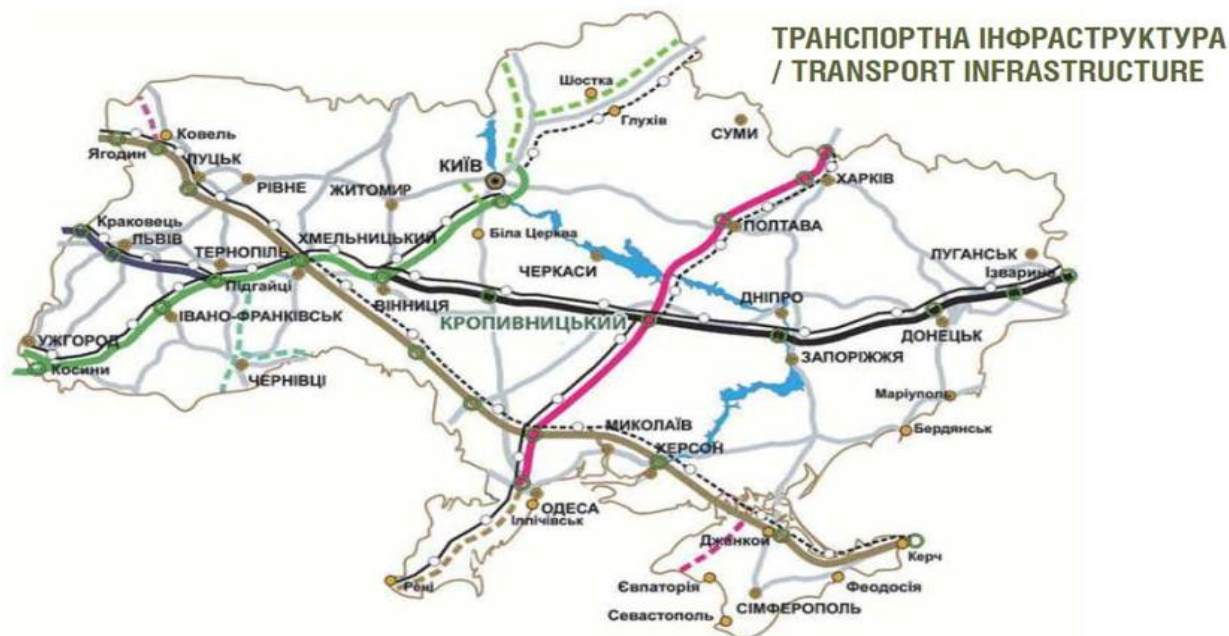 ТРАНСПОРТНА ІНФРАСТРУКТУРА
/ TRANSPORT INFRASTRUCTURE
Шостка
Глухів
СУМИ
Ковель
Ягодин
ЛУЦЬК
РІВНЕ
ЖИТОМИР
КИЇВ
ХАРКІВ
Краковець
ЛЬВІВ
ТЕРНОПІЛЬ
ХМЕЛЬНИЦЬКИЙ
Біла Церква
ПОЛТАВА
ЧЕРКАСИ
ЛУГАНСЬК
Ізварино
Підгайці
ВІННИЦЯ
ДНІПРО
ІВАНО-ФРАНКІВСЬК
КРОПИВНИЦЬКИЙ
ДОНЕЦЬК
УЖГОРОД
Косини
ЧЕРНІВЦІ
ЗАПОРІЖЖЯ
Маріуполь
Бердянськ
МИКОЛАЇВ
ХЕРСОН
ОДЕСА
Іллічівськ
Рені
Джанкой
Керч
Євпаторія
Феодосія
СІМФЕРОПОЛЬ
Севастополь